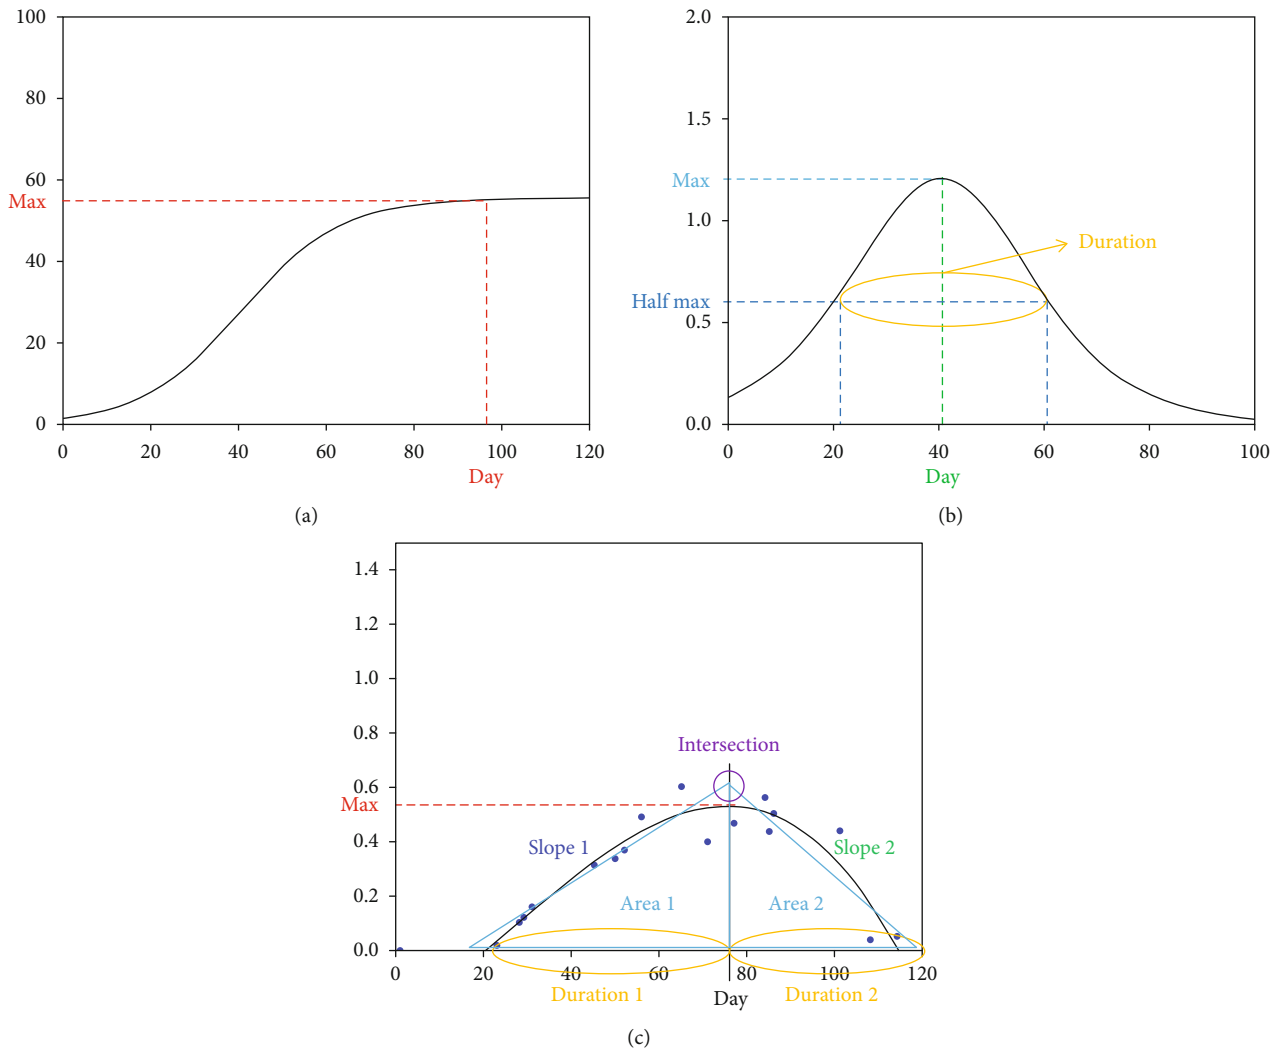 100
80
60
Max
40
20
0
0 20 40 60 80 100 120
Day
(a)
2.0
1.5
Max
1.0
Duration
Half max
0.5
0.0
0 20 40 60 80 100
Day
(b)
1.4
1.2
1.0
0.8
Intersection
0.6
Max
0.4
Slope 1 Slope 2
0.2
Area 1 Area 2
0.0
0 20 40 60 80 100 120
Duration 1 Day Duration 2
(c)